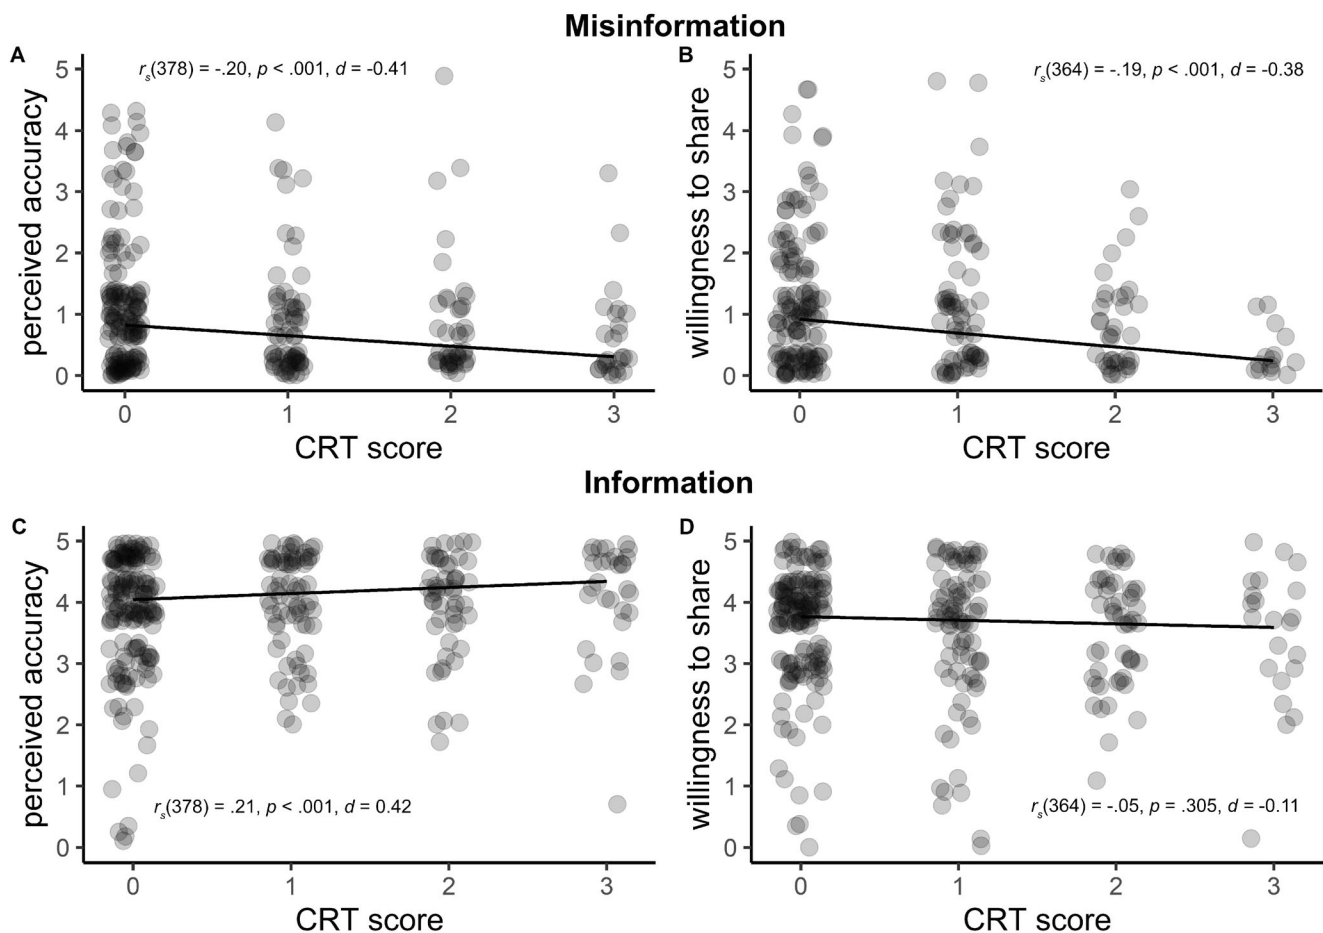 Misinformation
A
r_s(378) = -.20, p < .001, d = -0.41
perceived accuracy
5
4
3
2
1
0
0 1 2 3
CRT score
B
r_s(364) = -.19, p < .001, d = -0.38
willingness to share
5
4
3
2
1
0
0 1 2 3
CRT score
Information
C
perceived accuracy
5
4
3
2
1
0
r_s(378) = .21, p < .001, d = 0.42
0 1 2 3
CRT score
D
willingness to share
5
4
3
2
1
0
r_s(364) = -.05, p = .305, d = -0.11
0 1 2 3
CRT score